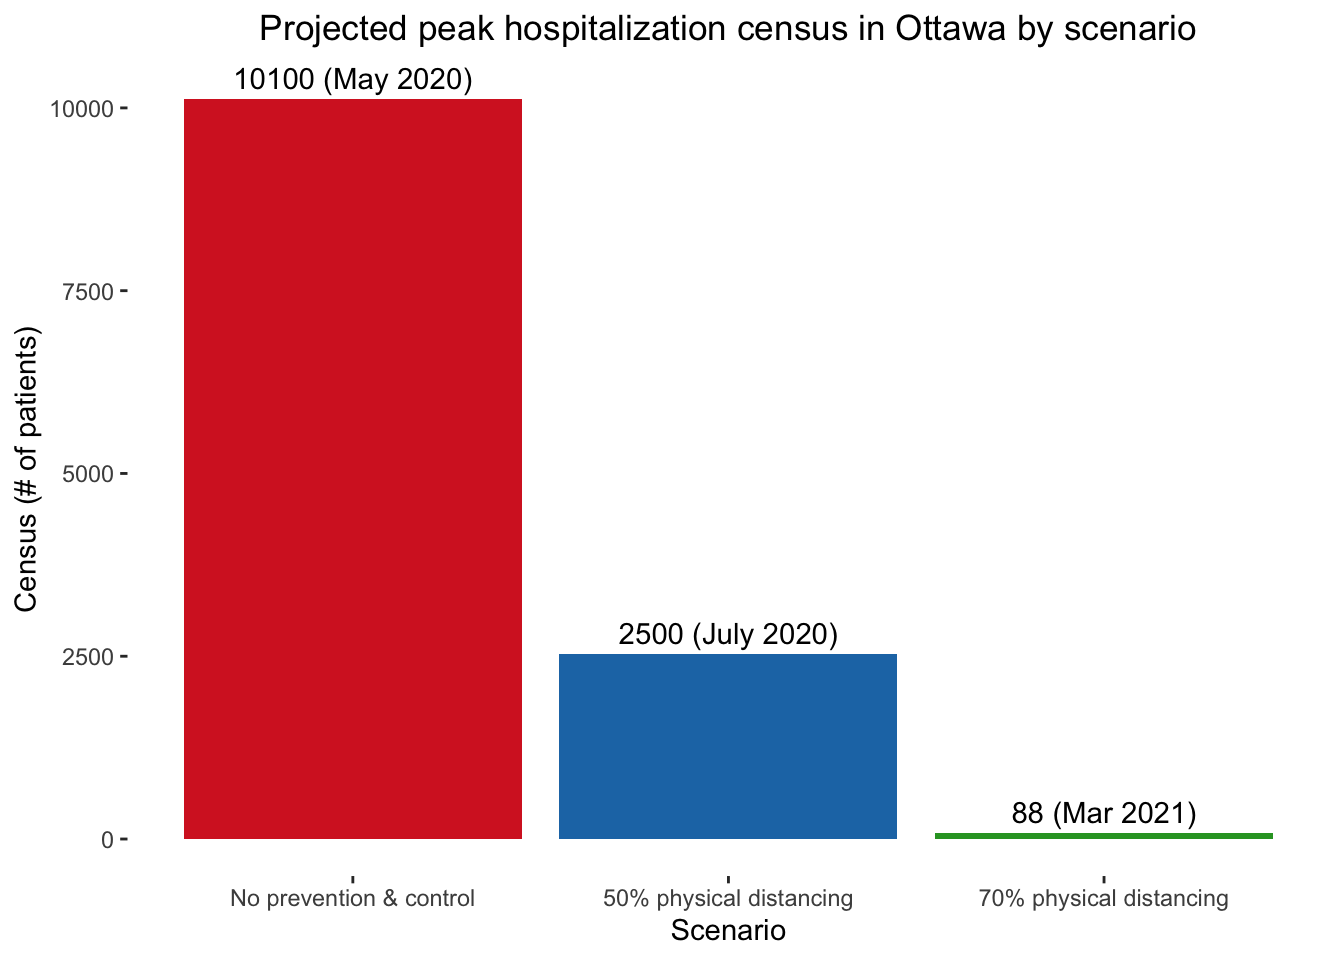 Projected peak hospitalization census in Ottawa by scenario
10100 (May 2020)
10000
7500
5000
2500
0
Census (# of patients)
2500 (July 2020)
88 (Mar 2021)
No prevention & control
50% physical distancing
70% physical distancing
Scenario